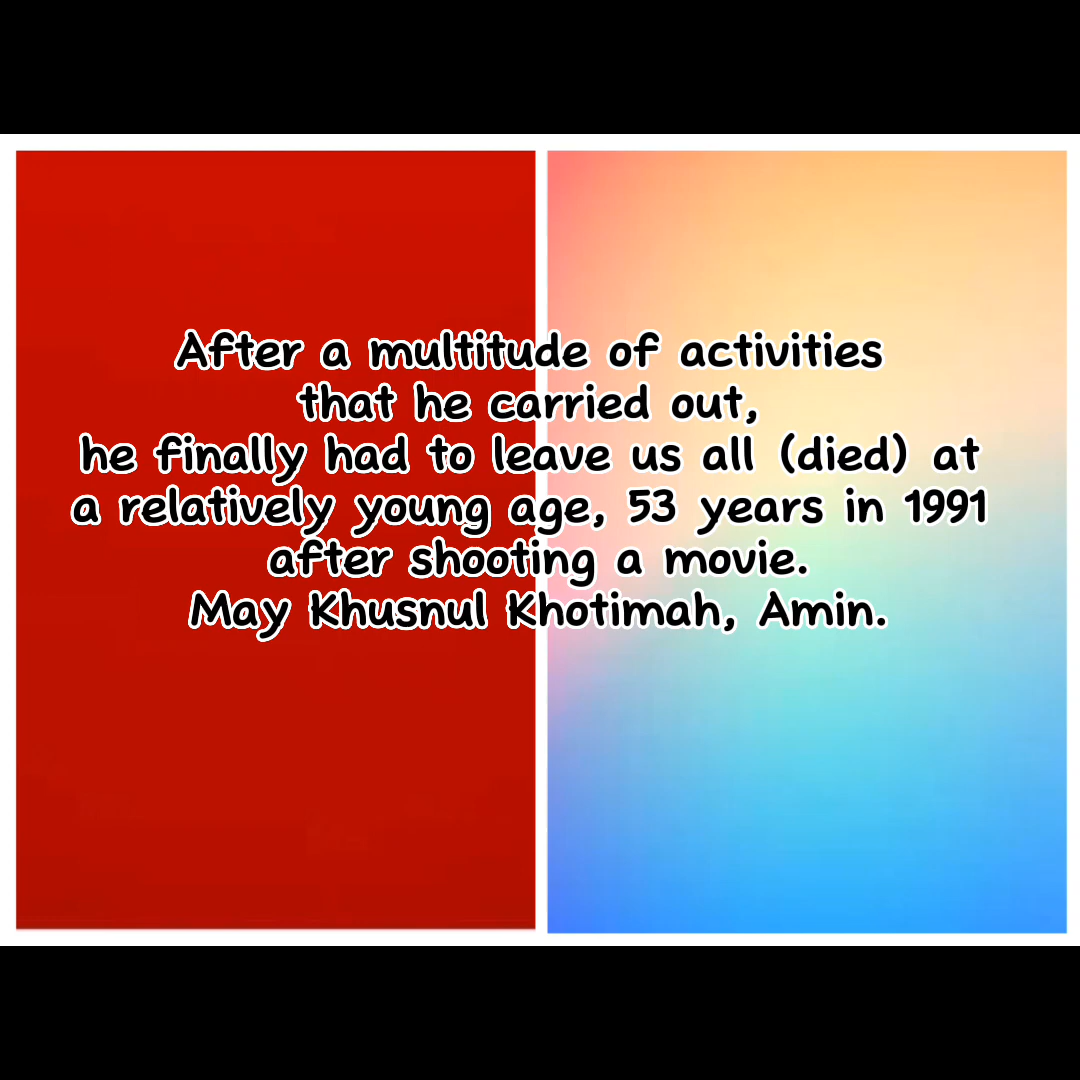 After a multitude of activities
that he carried out,
he finally had to leave us all (died) at
a relatively young age, 53 years in 1991
after shooting a movie.
May Khusnul Khotimah, Amin.